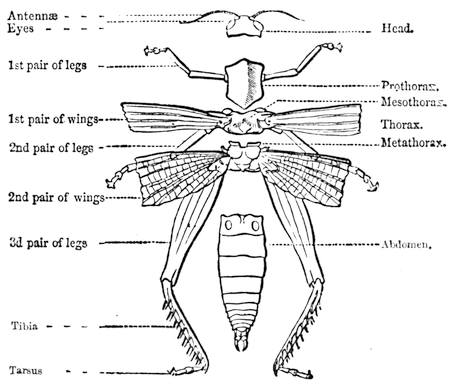 Antennæ
Eyes
Head.
1st pair of legs
Prothorax.
Mesothorax.
1st pair of wings
Thorax.
2nd pair of legs
Metathorax.
2nd pair of wings
3d pair of legs
Abdomen.
Tibia
Tarsus